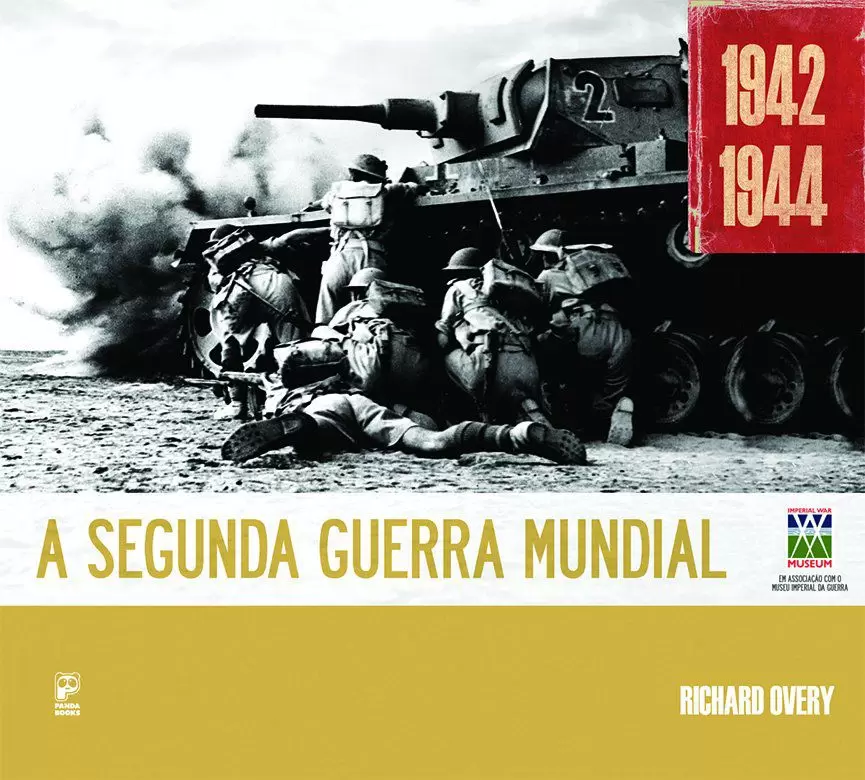 1942
1944
2
A SEGUNDA GUERRA MUNDIAL
IMPERIAL WAR
MUSEUM
EM ASSOCIAÇÃO COM O
MUSEU IMPERIAL DA GUERRA
PANDA
BOOKS
RICHARD OVERY